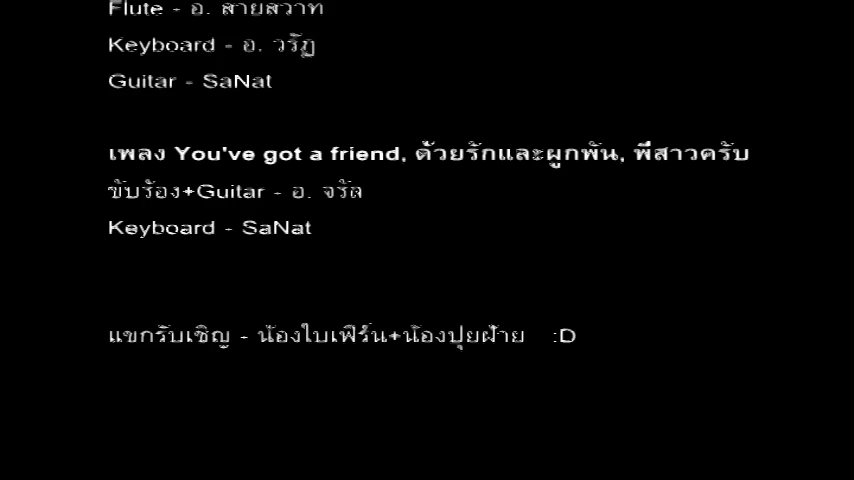 Flute - อ. สายสวาท
Keyboard - อ. วรัฏ
Guitar - SaNat
เพลง You've got a friend, ด้วยรักและผูกพัน, พี่สาวครับ
ขับร้อง+Guitar - อ. จรัล
Keyboard - SaNat
แขกรับเชิญ - น้องใบเฟิร์น+น้องปุยฝ้าย :D